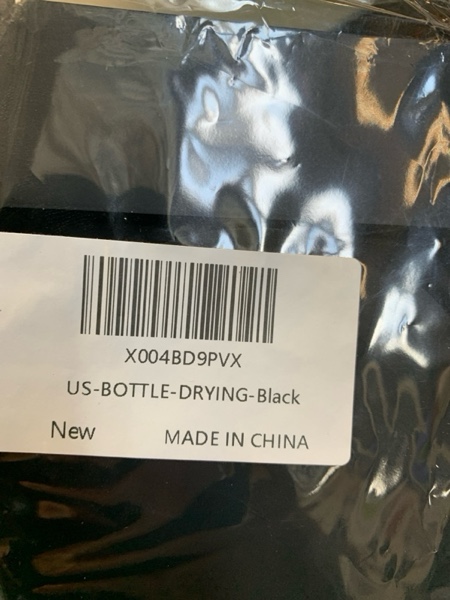 X004BD9PVX
US-BOTTLE-DRYING-Black
New MADE IN CHINA